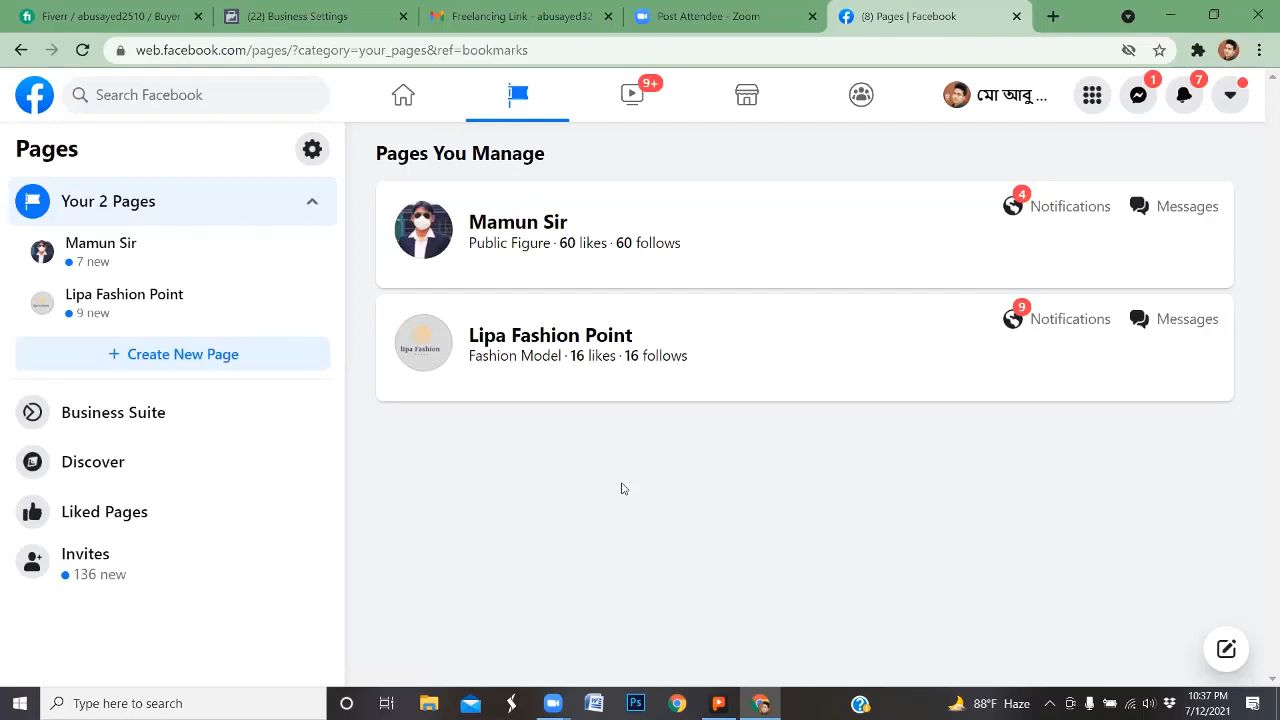 Fiverr / abusayed2510 / Buyer
(22) Business Settings
Freelancing Link - abusayed32
Post Attendee - Zoom
(8) Pages | Facebook
web.facebook.com/pages/?category=your_pages&ref=bookmarks
Search Facebook
9+
মো আবু ...
1
7
Pages
Your 2 Pages
Mamun Sir
7 new
Lipa Fashion Point
9 new
+ Create New Page
Business Suite
Discover
Liked Pages
Invites
136 new
Pages You Manage
Mamun Sir
Public Figure · 60 likes · 60 follows
4
Notifications
Messages
Lipa Fashion Point
Fashion Model · 16 likes · 16 follows
9
Notifications
Messages
lipa Fashion
Type here to search
Ps
88°F Haze
10:37 PM
7/12/2021